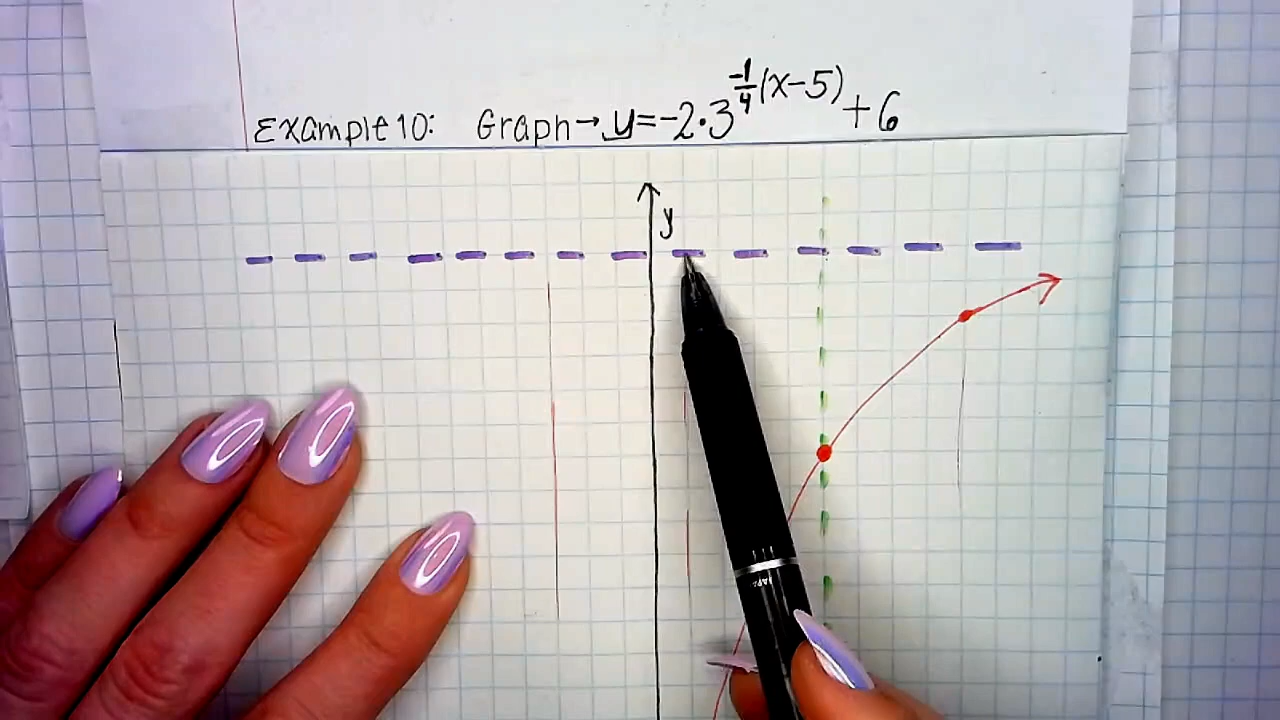 Example 10: Graph → y = -2 · 3^{-1/4 (x-5)} + 6
y